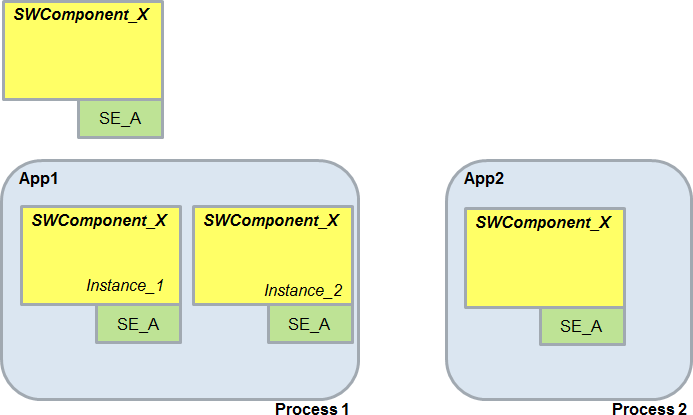 SWComponent_X
SE_A
App1
SWComponent_X
Instance_1
SE_A
SWComponent_X
Instance_2
SE_A
Process 1
App2
SWComponent_X
SE_A
Process 2